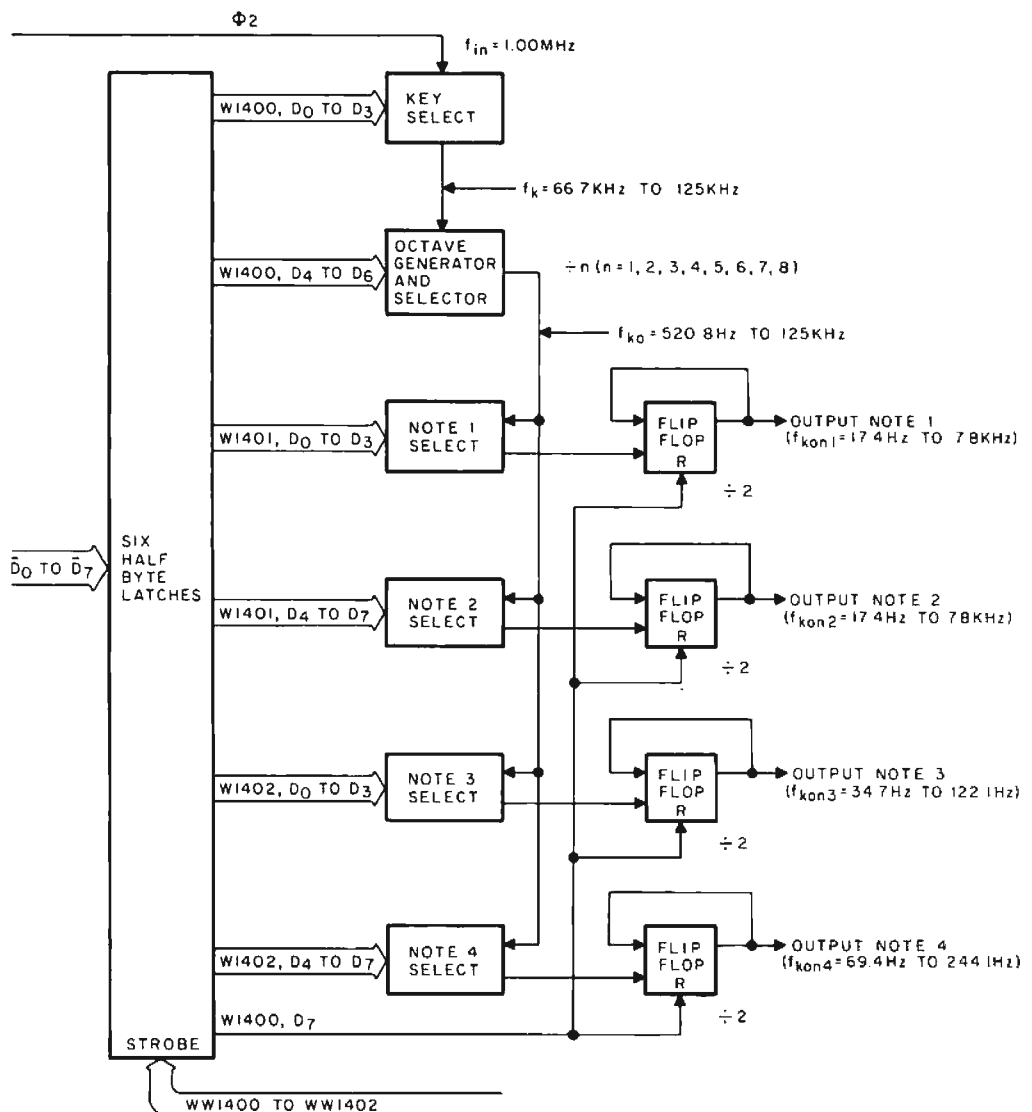 Φ2
fin = 1.00MHz
KEY
SELECT
W1400, D0 TO D3
fk = 66.7KHz TO 125KHz
OCTAVE
GENERATOR
AND
SELECTOR
W1400, D4 TO D6
÷n (n = 1, 2, 3, 4, 5, 6, 7, 8)
fko = 520.8Hz TO 125KHz
W1401, D0 TO D3
NOTE 1
SELECT
FLIP
FLOP
R
÷2
OUTPUT NOTE 1
(fkon1 = 17.4Hz TO 7.8KHz)
SIX
HALF
BYTE
LATCHES
D̄0 TO D̄7
W1401, D4 TO D7
NOTE 2
SELECT
FLIP
FLOP
R
÷2
OUTPUT NOTE 2
(fkon2 = 17.4Hz TO 7.8KHz)
W1402, D0 TO D3
NOTE 3
SELECT
FLIP
FLOP
R
÷2
OUTPUT NOTE 3
(fkon3 = 34.7Hz TO 122.1Hz)
W1402, D4 TO D7
NOTE 4
SELECT
FLIP
FLOP
R
÷2
OUTPUT NOTE 4
(fkon4 = 69.4Hz TO 244.1Hz)
W1400, D7
STROBE
WW1400 TO WW1402